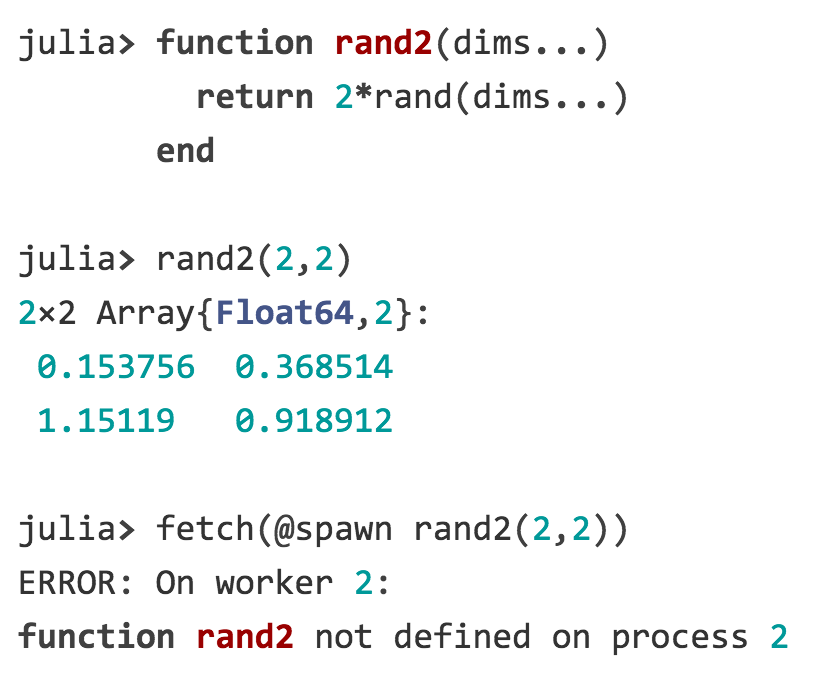 julia> function rand2(dims...)
return 2*rand(dims...)
end
julia> rand2(2,2)
2×2 Array{Float64,2}:
0.153756 0.368514
1.15119 0.918912
julia> fetch(@spawn rand2(2,2))
ERROR: On worker 2:
function rand2 not defined on process 2